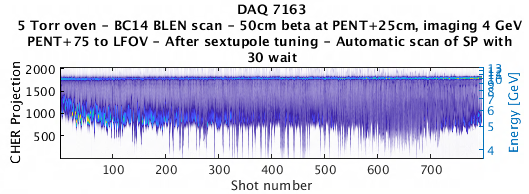 DAQ 7163
5 Torr oven - BC14 BLEN scan - 50cm beta at PENT+25cm, imaging 4 GeV
PENT+75 to LFOV - After sextupole tuning - Automatic scan of SP with
30 wait
CHER Projection
2000
1500
1000
500
100 200 300 400 500 600 700
Shot number
13
10
8
6
5
4
Energy [GeV]